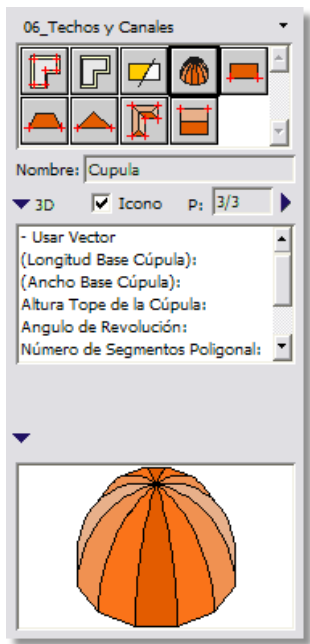 06_Techos y Canales
Nombre: Cupula
3D Icono P: 3/3
- Usar Vector
(Longitud Base Cúpula):
(Ancho Base Cúpula):
Altura Tope de la Cúpula:
Angulo de Revolución:
Número de Segmentos Poligonal: